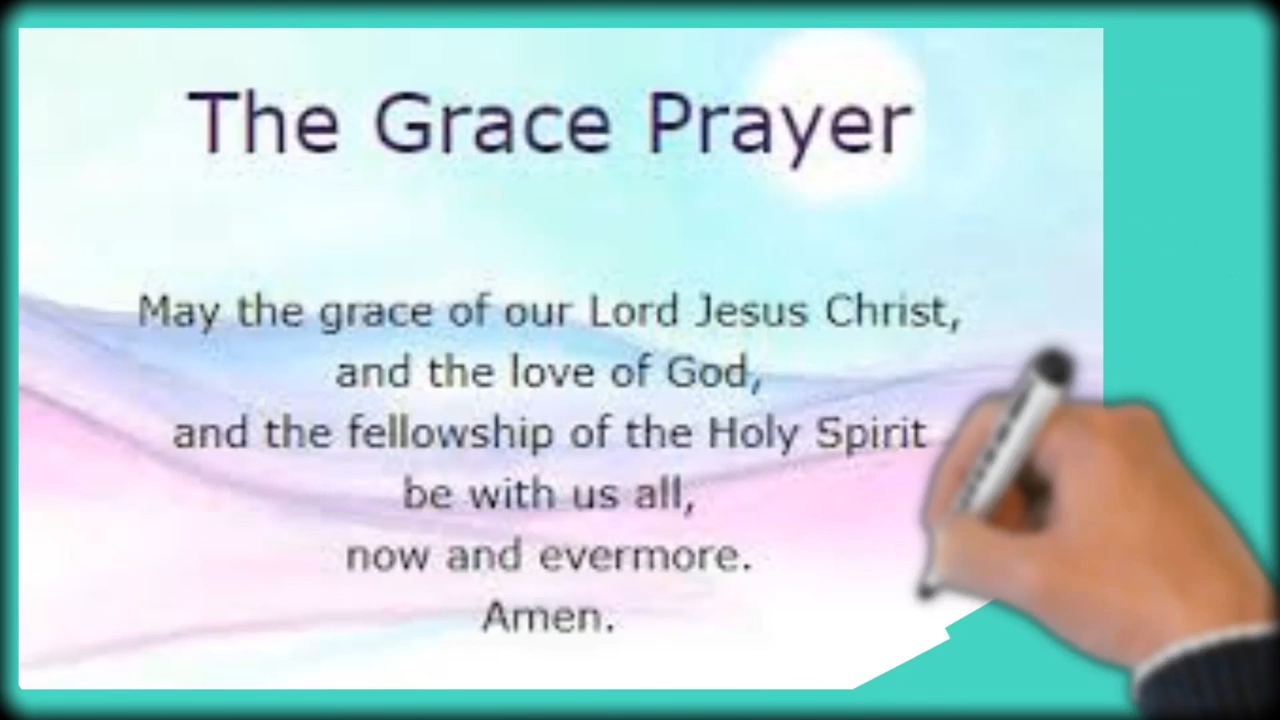 The Grace Prayer
May the grace of our Lord Jesus Christ,
and the love of God,
and the fellowship of the Holy Spirit
be with us all,
now and evermore.
Amen.